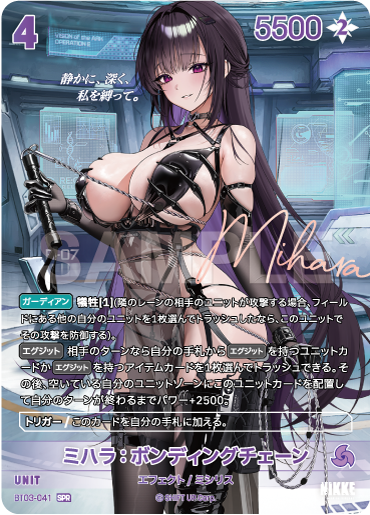 4
5500
2
VISION of the ARK
OPERATION II
静かに、深く、
私を縛って。
Mihara
SAMPLE
ガーディアン 犠牲[1](隣のレーンの相手のユニットが攻撃する場合、フィール
ドにある他の自分のユニットを1枚選んでトラッシュしたなら、このユニットで
その攻撃を防御する)。
エグジット 相手のターンなら自分の手札から エグジット を持つユニットカ
ードか エグジット を持つアイテムカードを1枚選んでトラッシュできる。そ
の後、空いている自分のユニットゾーンにこのユニットカードを配置
して自分のターンが終わるまでパワー+2500。
トリガー / このカードを自分の手札に加える。
ミハラ：ボンディングチェーン
UNIT
エフェクト / ミシリス
BT03-041 SPR
© SHIFT UP Corp.
NIKKE